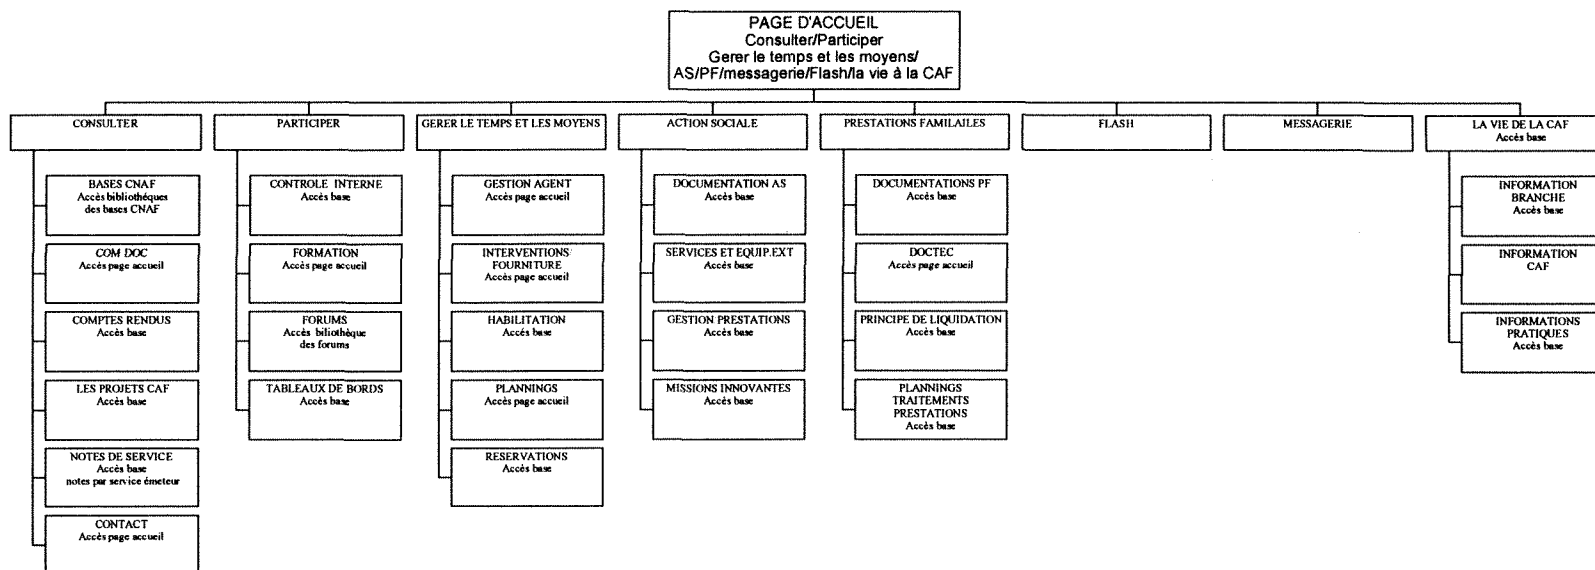 PAGE D'ACCUEIL
Consulter/Participer
Gerer le temps et les moyens/
AS/PF/messagerie/Flash/la vie à la CAF
CONSULTER
BASES CNAF
Accès bibliothéques
des bases CNAF
COM DOC
Accès page accueil
COMPTES RENDUS
Accès base
LES PROJETS CAF
Accès base
NOTES DE SERVICE
Accès base
notes par service émeteur
CONTACT
Accès page accueil
PARTICIPER
CONTROLE INTERNE
Accès base
FORMATION
Accès page accueil
FORUMS
Accès biliothèque
des forums
TABLEAUX DE BORDS
Accès base
GERER LE TEMPS ET LES MOYENS
GESTION AGENT
Accès page accueil
INTERVENTIONS/
FOURNITURE
Accès page accueil
HABILITATION
Accés base
PLANNINGS
Accès page accueil
RESERVATIONS
Accès base
ACTION SOCIALE
DOCUMENTATION AS
Accès base
SERVICES ET EQUIP.EXT
Accès base
GESTION PRESTATIONS
Accès base
MISSIONS INNOVANTES
Accès base
PRESTATIONS FAMILAILES
DOCUMENTATIONS PF
Accès base
DOCTEC
Accès page accueil
PRINCIPE DE LIQUIDATION
Accès base
PLANNINGS
TRAITEMENTS
PRESTATIONS
Accès base
FLASH
MESSAGERIE
LA VIE DE LA CAF
Accès base
INFORMATION
BRANCHE
Accès base
INFORMATION
CAF
INFORMATIONS
PRATIQUES
Accès base